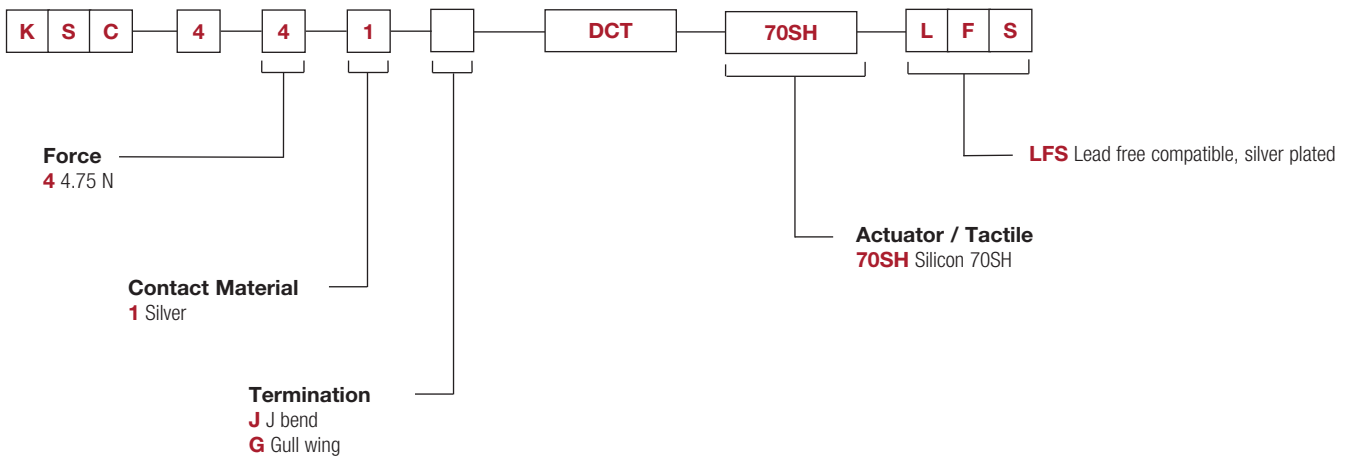 K S C 4 4 1 DCT 70SH L F S
Force
4 4.75 N
LFS Lead free compatible, silver plated
Actuator / Tactile
70SH Silicon 70SH
Contact Material
1 Silver
Termination
J J bend
G Gull wing